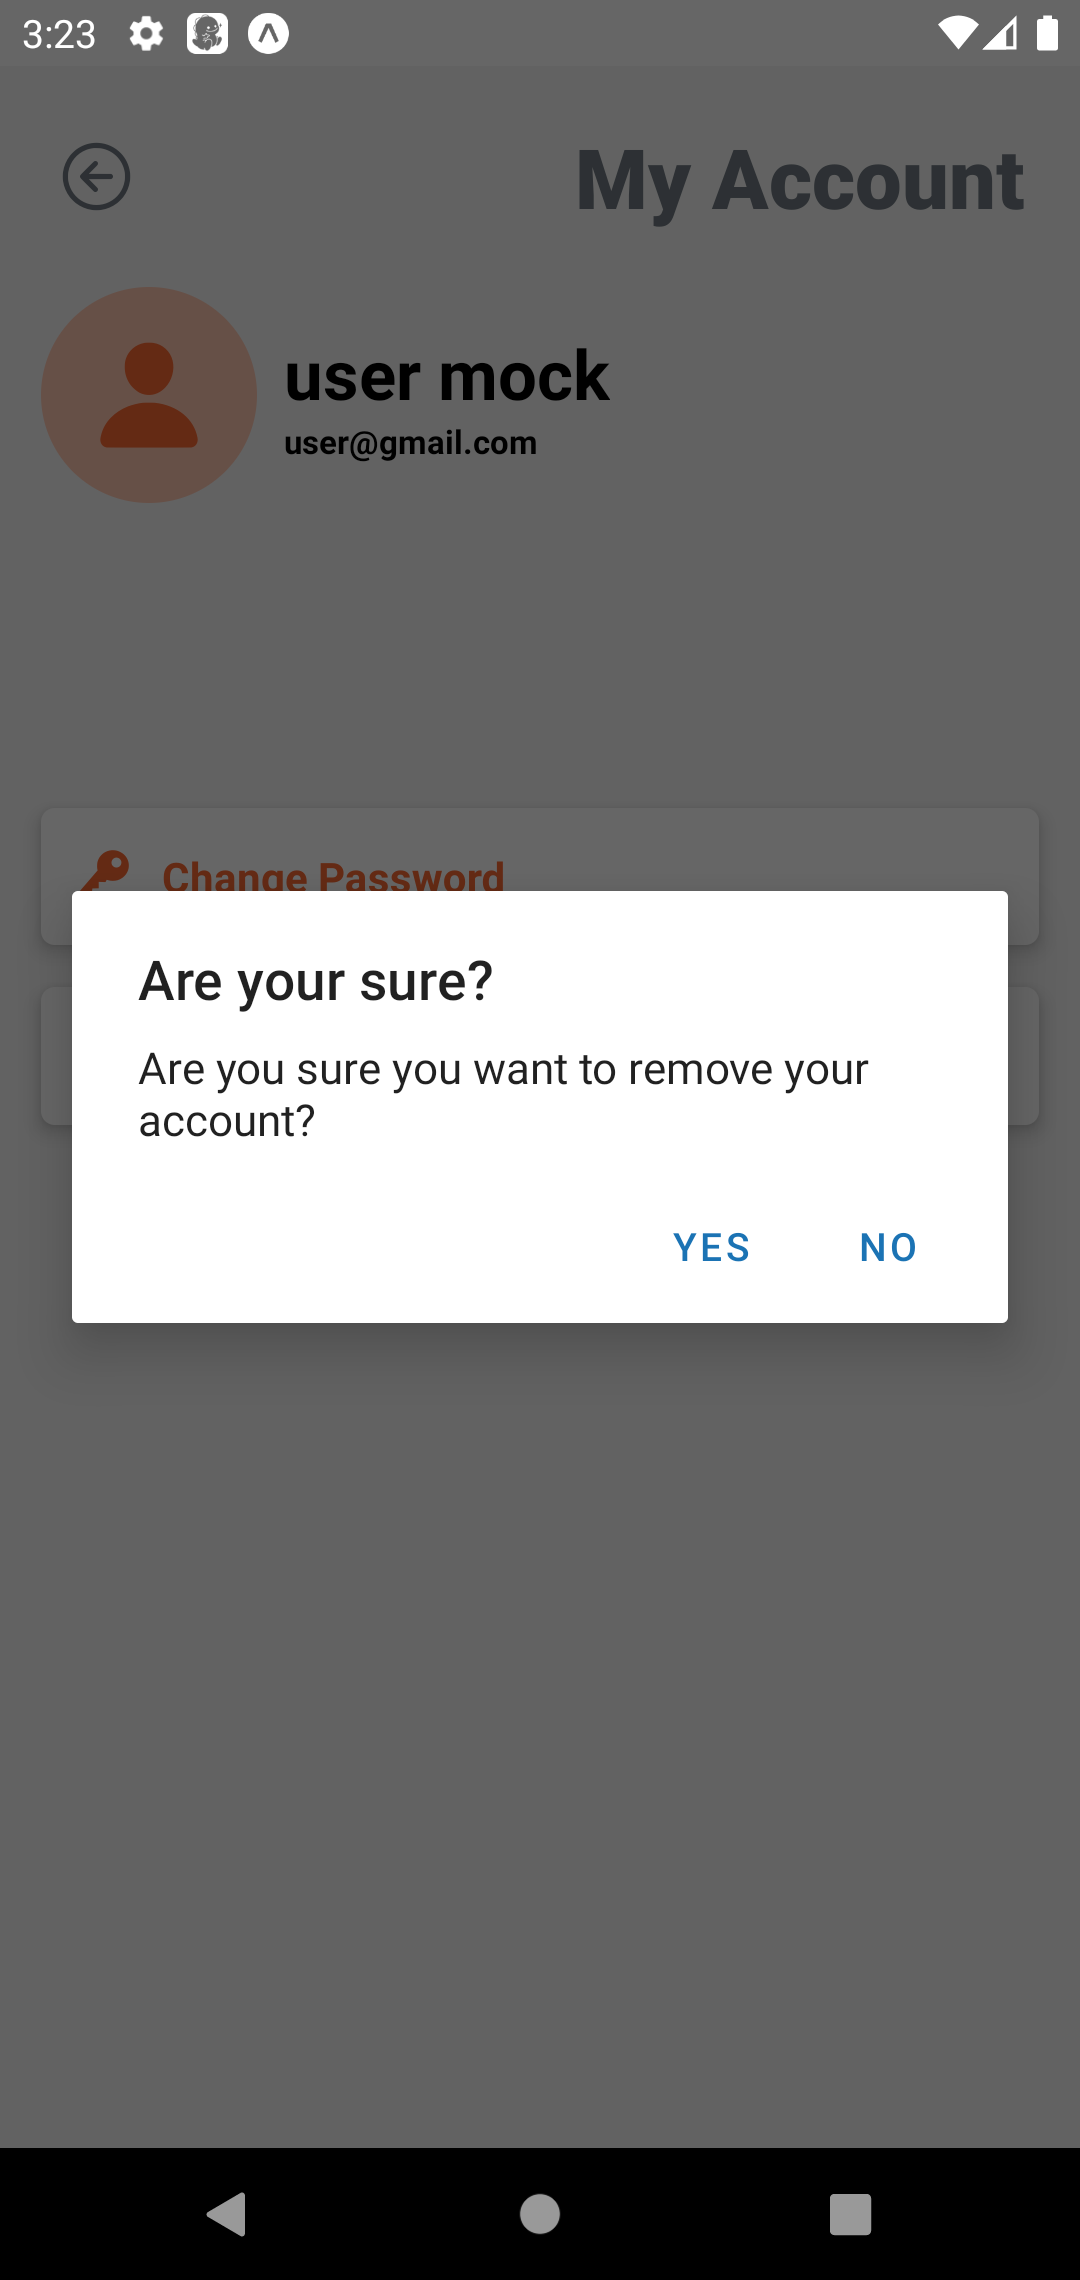 3:23
My Account
user mock
user@gmail.com
Change Password
Are your sure?
Are you sure you want to remove your
account?
YES
NO